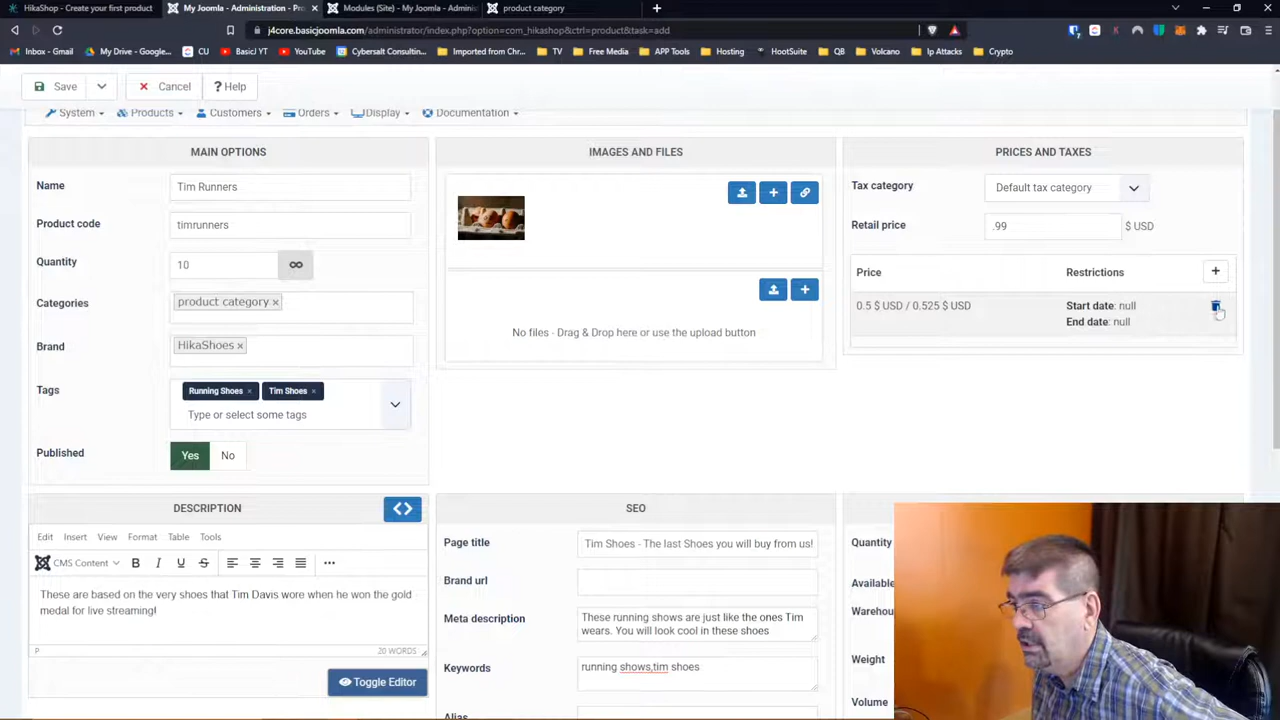 HikaShop - Create your first product
My Joomla - Administration - Pro
Modules (Site) - My Joomla - Admini
product category
j4core.basicjoomla.com/administrator/index.php?option=com_hikashop&ctrl=product&task=add
Inbox - Gmail
My Drive - Google...
CU
Basicjl YT
YouTube
Cybersalt Consulting...
Imported from Chr...
TV
Free Media
APP Tools
Hosting
HootSuite
QB
Volcano
Ip Attacks
Crypto
Save
Cancel
? Help
System
Products
Customers
Orders
Display
Documentation
MAIN OPTIONS
Name
Tim Runners
Product code
timrunners
Quantity
10
Categories
product category ×
Brand
HikaShoes ×
Tags
Running Shoes ×
Tim Shoes ×
Type or select some tags
Published
Yes
No
IMAGES AND FILES
No files - Drag & Drop here or use the upload button
PRICES AND TAXES
Tax category
Default tax category
Retail price
.99
$ USD
Price
Restrictions
0.5 $ USD / 0.525 $ USD
Start date: null
End date: null
DESCRIPTION
Edit Insert View Format Table Tools
CMS Content
B I U S
These are based on the very shoes that Tim Davis wore when he won the gold
medal for live streaming!
P
20 WORDS
Toggle Editor
SEO
Page title
Tim Shoes - The last Shoes you will buy from us!
Brand url
Meta description
These running shows are just like the ones Tim
wears. You will look cool in these shoes
Keywords
running shows,tim shoes
Alias
Quantity
Available
Warehou
Weight
Volume